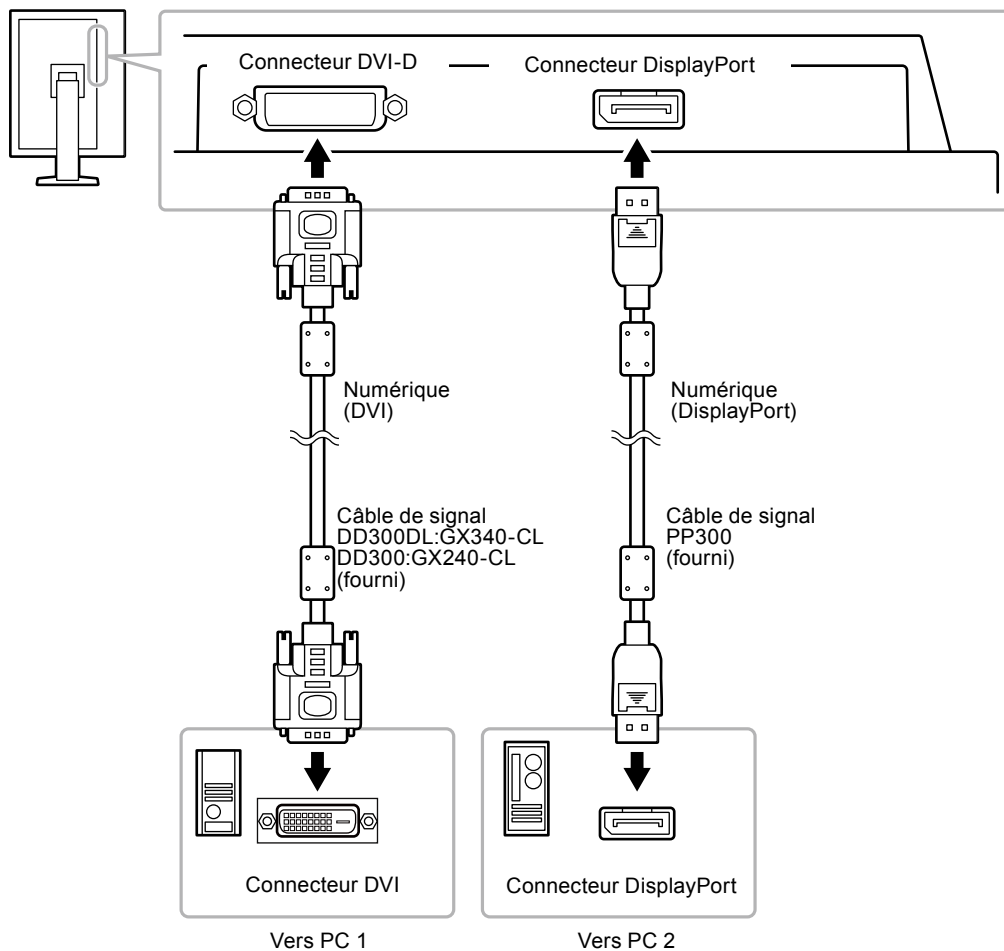 Connecteur DVI-D
Connecteur DisplayPort
Numérique
(DVI)
Numérique
(DisplayPort)
Câble de signal
DD300DL:GX340-CL
DD300:GX240-CL
(fourni)
Câble de signal
PP300
(fourni)
Connecteur DVI
Connecteur DisplayPort
Vers PC 1
Vers PC 2